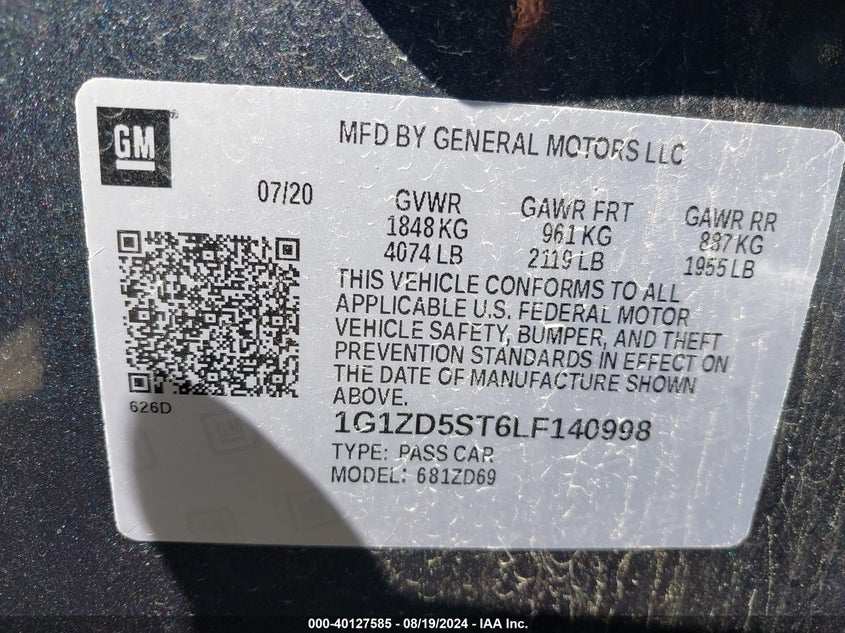 GM
MFD BY GENERAL MOTORS LLC
07/20
GVWR
1848 KG
4074 LB
GAWR FRT
961 KG
2119 LB
GAWR RR
887 KG
1955 LB
THIS VEHICLE CONFORMS TO ALL
APPLICABLE U.S. FEDERAL MOTOR
VEHICLE SAFETY, BUMPER, AND THEFT
PREVENTION STANDARDS IN EFFECT ON
THE DATE OF MANUFACTURE SHOWN
ABOVE.
626D
1G1ZD5ST6LF140998
TYPE: PASS CAR
MODEL: 681ZD69
000-40127585 - 08/19/2024 - IAA Inc.